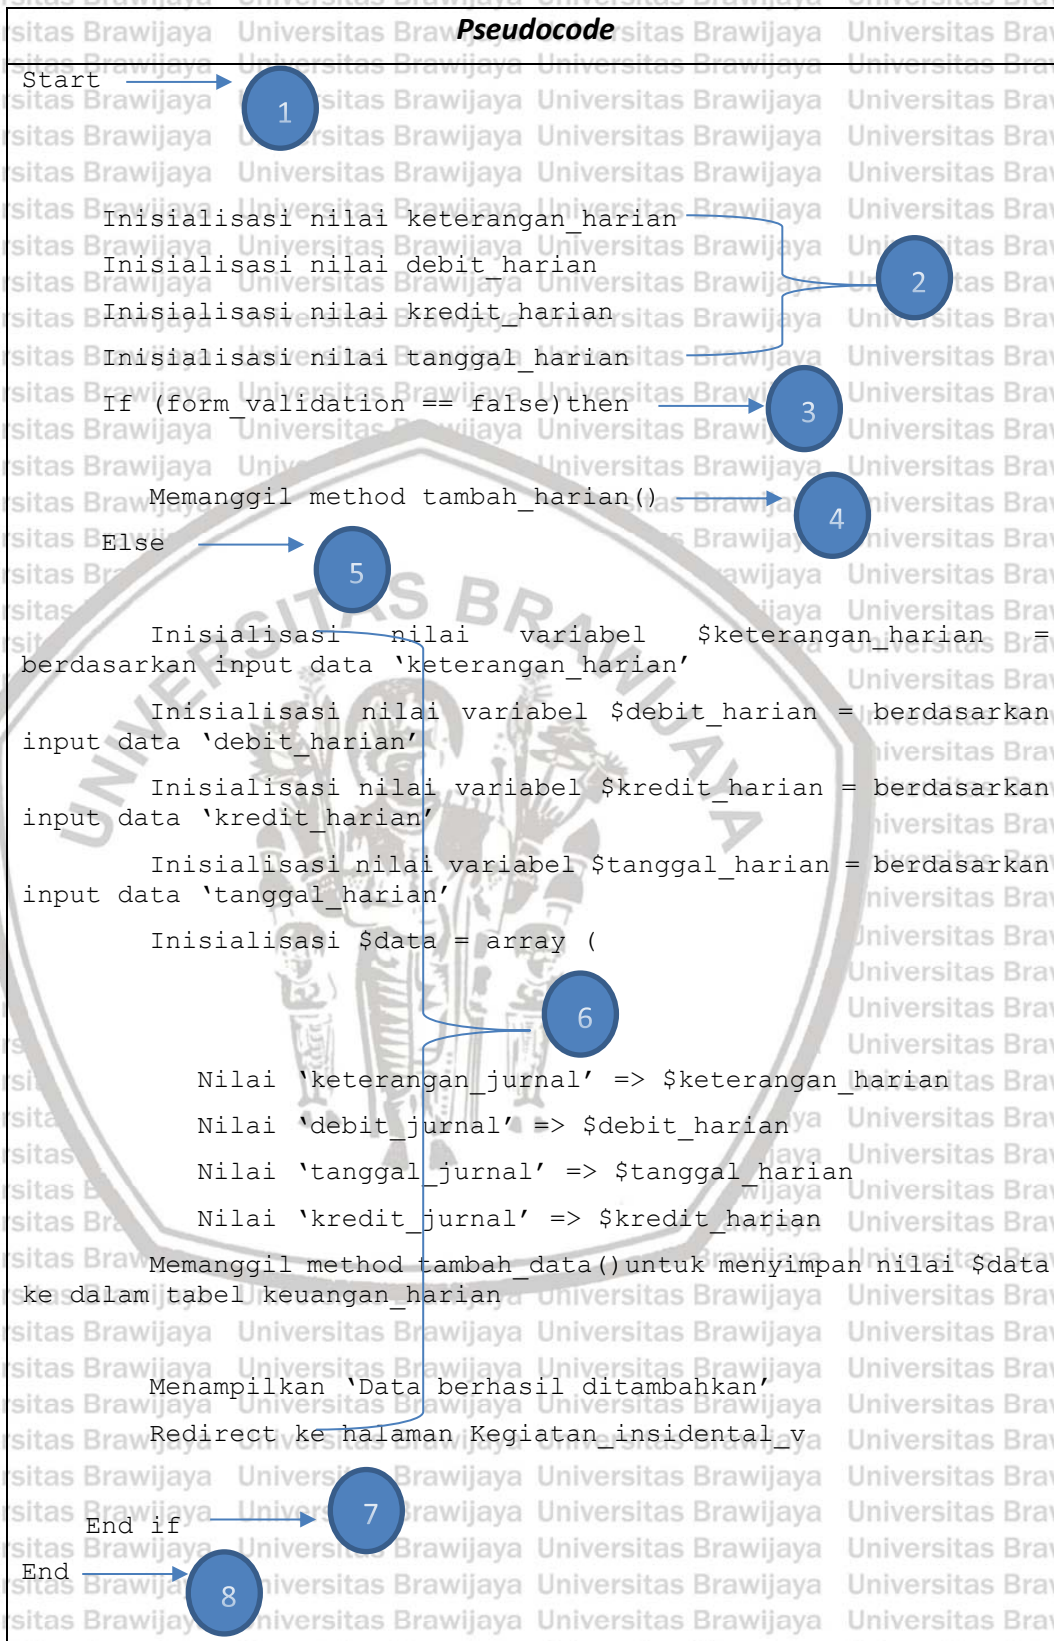 Pseudocode
Start
1
Inisialisasi nilai keterangan_harian
Inisialisasi nilai debit_harian
2
Inisialisasi nilai kredit_harian
Inisialisasi nilai tanggal_harian
If (form_validation == false)then
3
Memanggil method tambah_harian()
4
Else
5
Inisialisasi nilai variabel $keterangan_harian =
berdasarkan input data ‘keterangan_harian’
Inisialisasi nilai variabel $debit_harian = berdasarkan
input data ‘debit_harian’
Inisialisasi nilai variabel $kredit_harian = berdasarkan
input data ‘kredit_harian’
Inisialisasi nilai variabel $tanggal_harian = berdasarkan
input data ‘tanggal_harian’
Inisialisasi $data = array (
6
Nilai ‘keterangan_jurnal’ => $keterangan_harian
Nilai ‘debit_jurnal’ => $debit_harian
Nilai ‘tanggal_jurnal’ => $tanggal_harian
Nilai ‘kredit_jurnal’ => $kredit_harian
Memanggil method tambah_data()untuk menyimpan nilai $data
ke dalam tabel keuangan_harian
Menampilkan ‘Data berhasil ditambahkan’
Redirect ke halaman Kegiatan_insidental_v
7
End if
End
8
UNIVERSITAS BRAWIJAYA